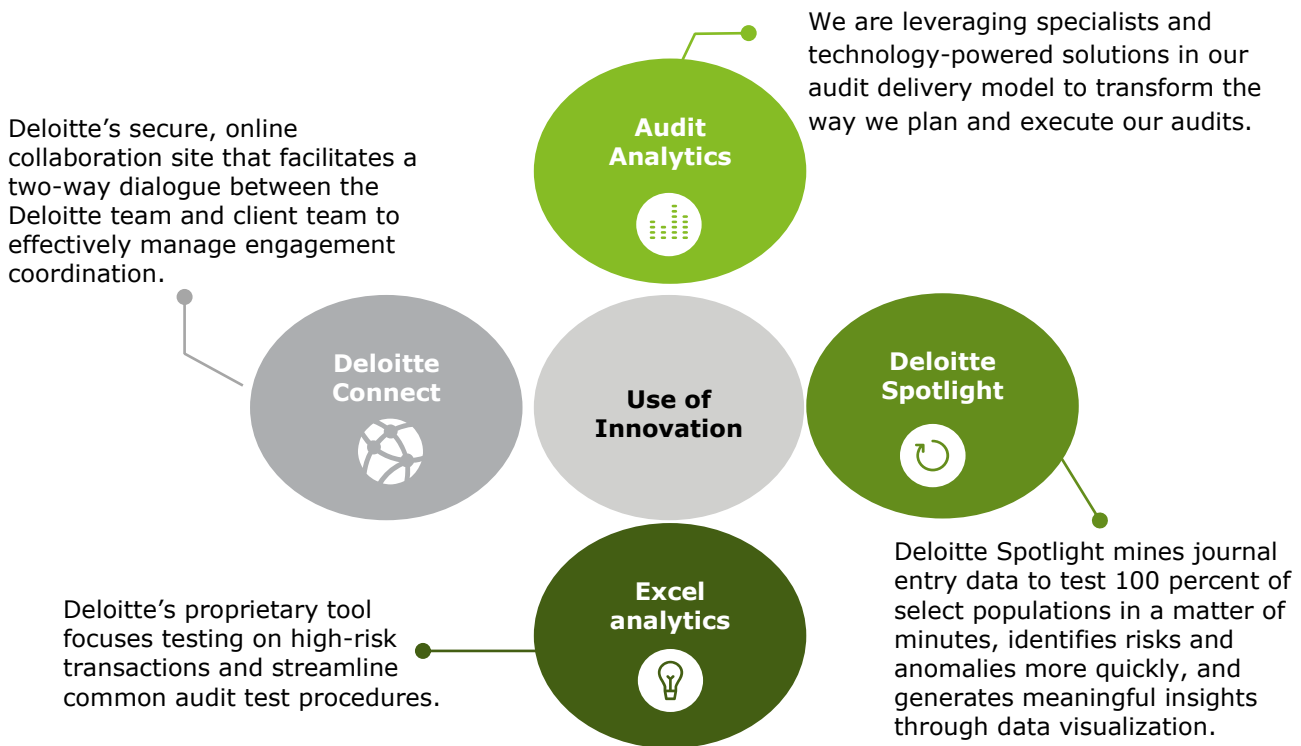 We are leveraging specialists and
technology-powered solutions in our
audit delivery model to transform the
way we plan and execute our audits.
Audit
Analytics
Deloitte’s secure, online
collaboration site that facilitates a
two-way dialogue between the
Deloitte team and client team to
effectively manage engagement
coordination.
Deloitte
Connect
Use of
Innovation
Deloitte
Spotlight
Deloitte Spotlight mines journal
entry data to test 100 percent of
select populations in a matter of
minutes, identifies risks and
anomalies more quickly, and
generates meaningful insights
through data visualization.
Excel
analytics
Deloitte’s proprietary tool
focuses testing on high-risk
transactions and streamline
common audit test procedures.